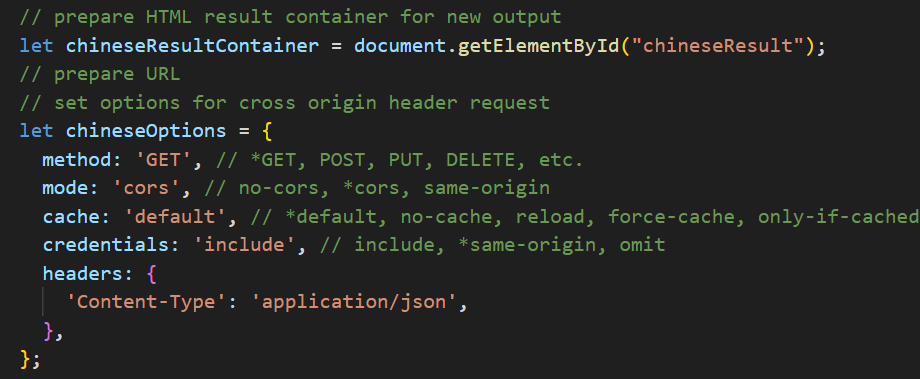 // prepare HTML result container for new output
let chineseResultContainer = document.getElementById("chineseResult");
// prepare URL
// set options for cross origin header request
let chineseOptions = {
  method: 'GET', // *GET, POST, PUT, DELETE, etc.
  mode: 'cors', // no-cors, *cors, same-origin
  cache: 'default', // *default, no-cache, reload, force-cache, only-if-cached
  credentials: 'include', // include, *same-origin, omit
  headers: {
    'Content-Type': 'application/json',
  },
};